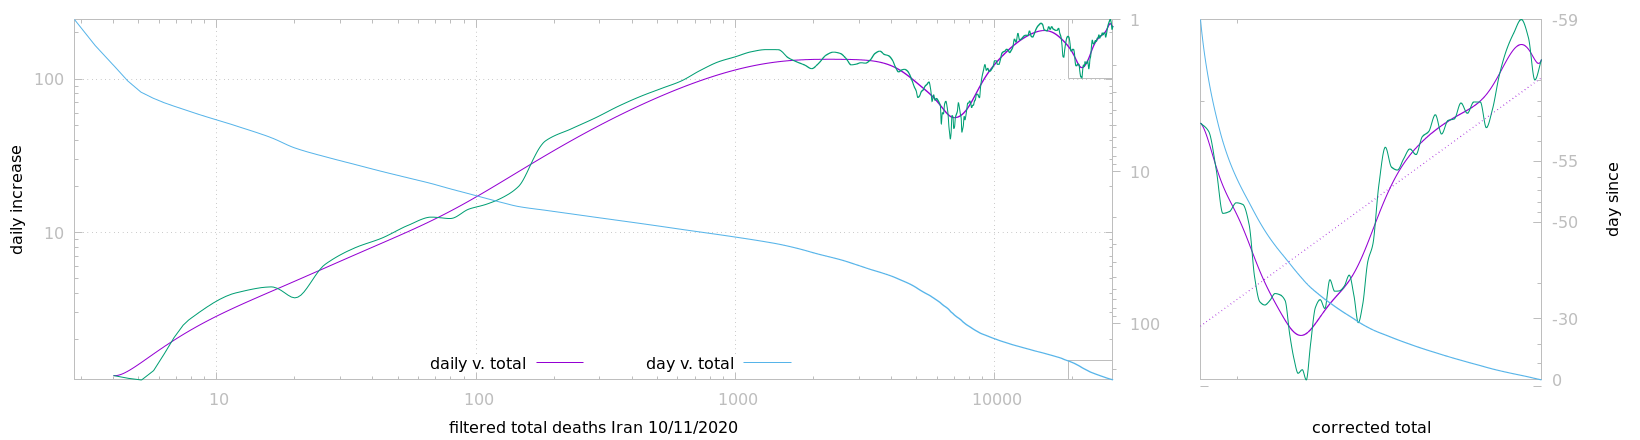 1
-59
100
daily increase
10
-55
day since
10
-50
100
-30
daily v. total
day v. total
0
10
100
1000
10000
filtered total deaths Iran 10/11/2020
corrected total